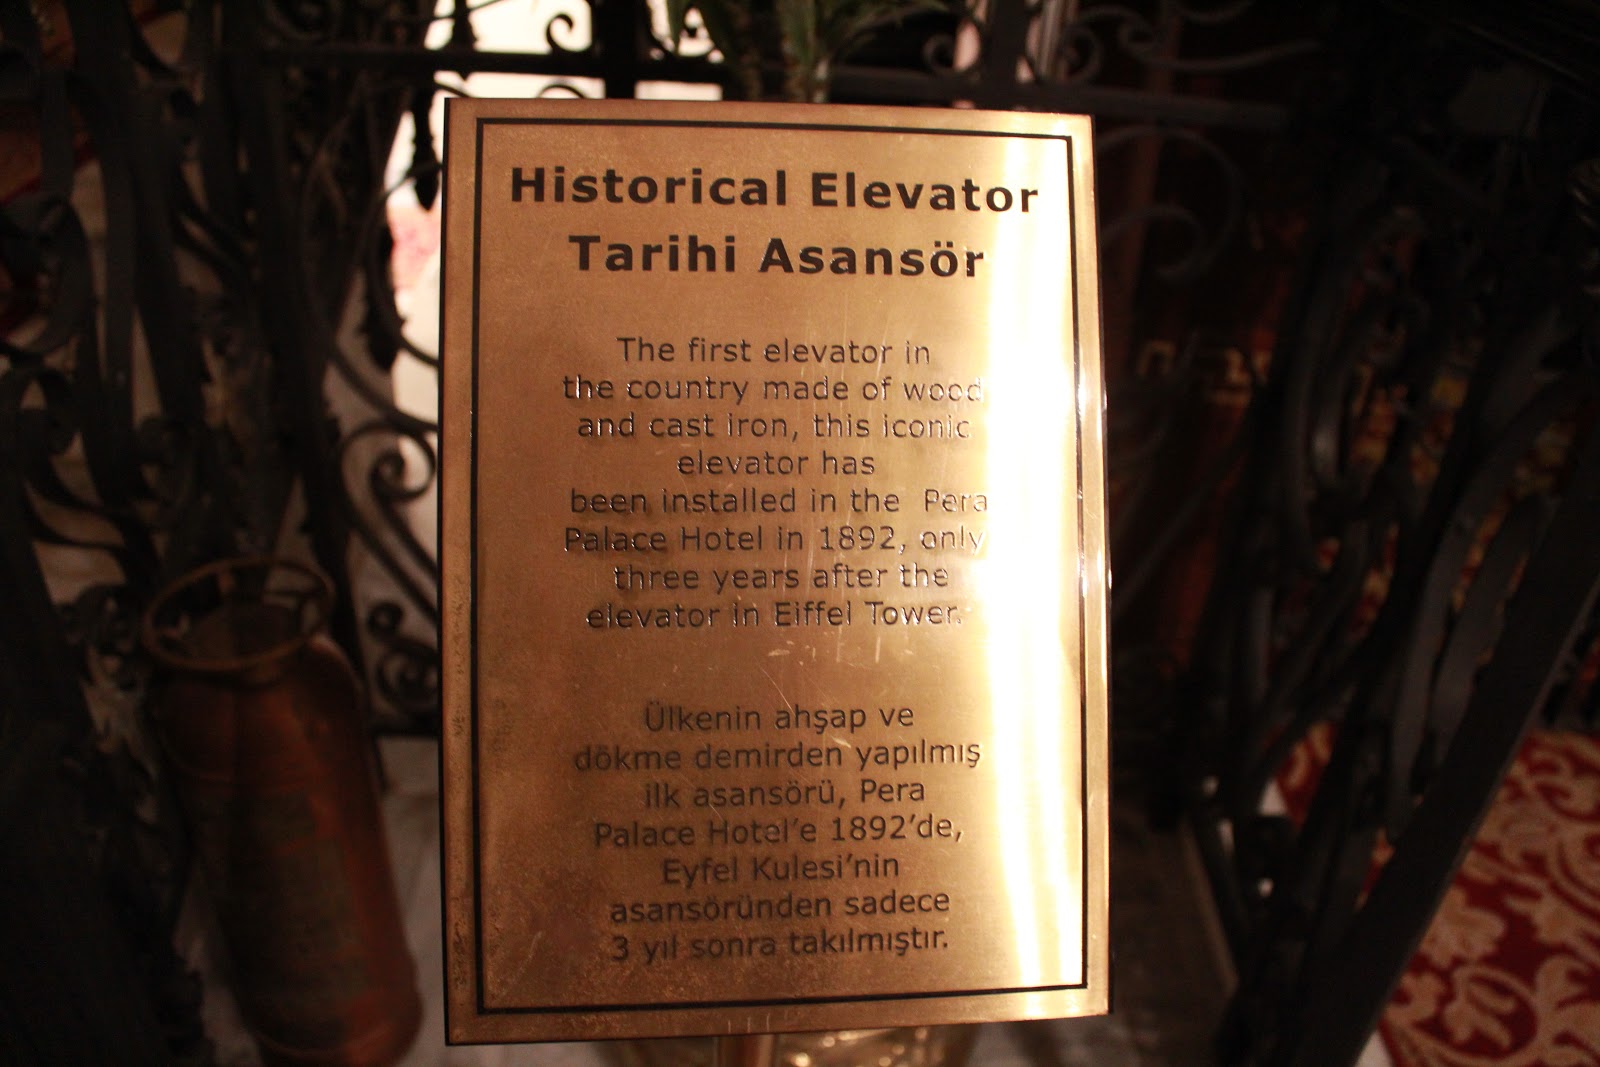 Historical Elevator
Tarihi Asansör
The first elevator in
the country made of wood
and cast iron, this iconic
elevator has
been installed in the Pera
Palace Hotel in 1892, only
three years after the
elevator in Eiffel Tower.
Ülkenin ahşap ve
dökme demirden yapılmış
ilk asansörü, Pera
Palace Hotel’e 1892’de,
Eyfel Kulesi’nin
asansöründen sadece
3 yıl sonra takılmıştır.